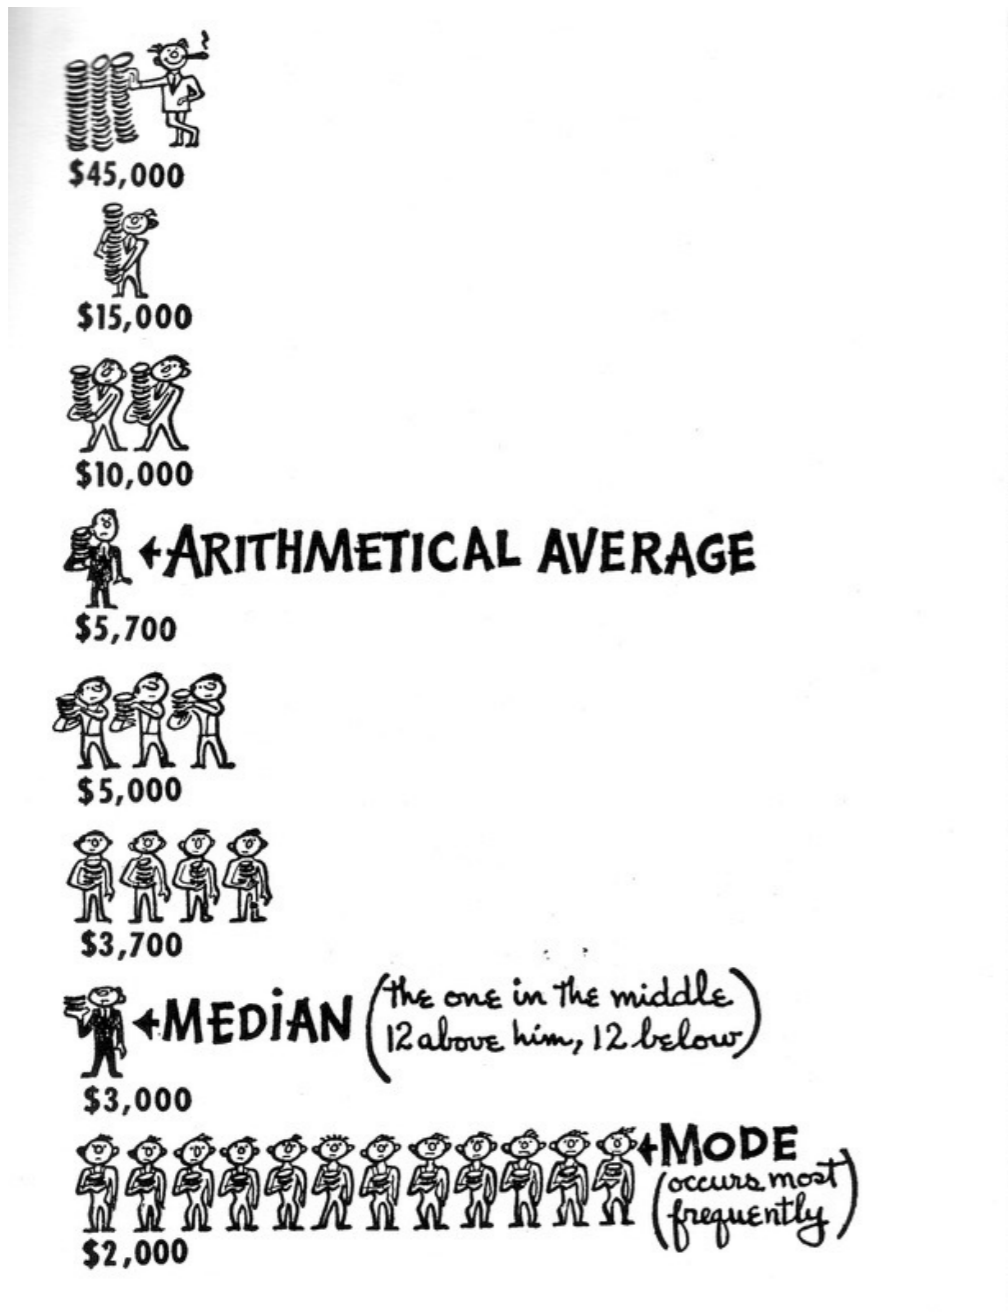 $45,000
$15,000
$10,000
←ARITHMETICAL AVERAGE
$5,700
$5,000
$3,700
←MEDIAN (the one in the middle
12 above him, 12 below)
$3,000
←MODE
(occurs most
frequently)
$2,000